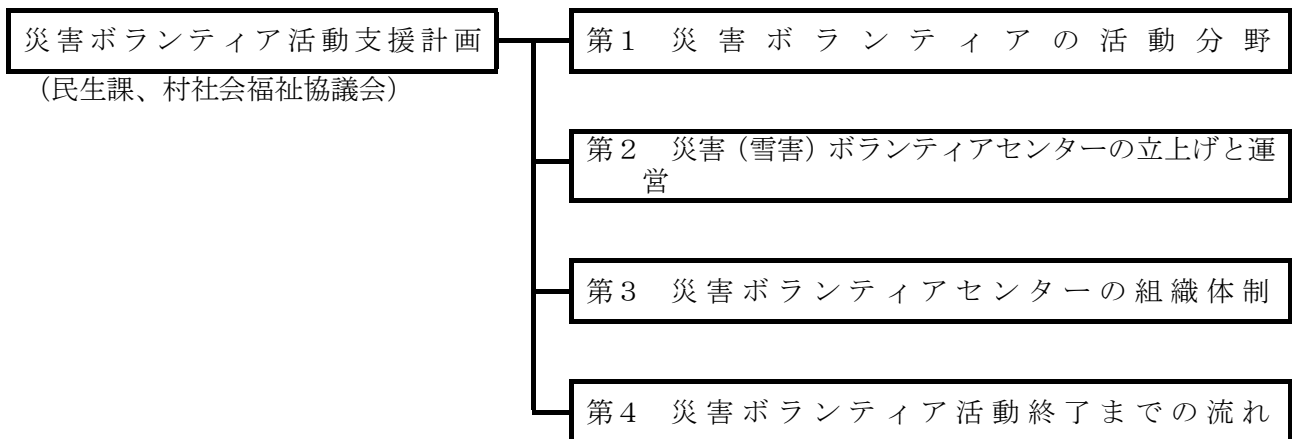 災害ボランティア活動支援計画
（民生課、村社会福祉協議会）
第１　災害ボランティアの活動分野
第２　災害（雪害）ボランティアセンターの立上げと運
営
第３　災害ボランティアセンターの組織体制
第４　災害ボランティア活動終了までの流れ